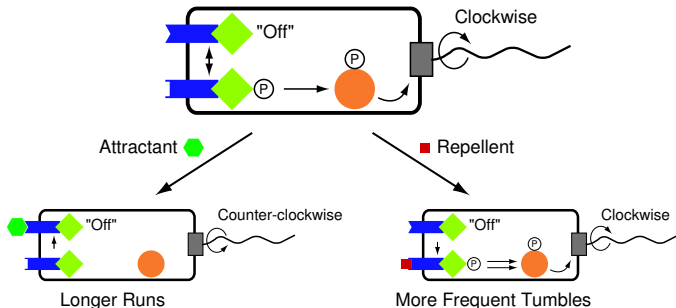 Clockwise
"Off"
P
P
Attractant
Repellent
"Off"
Counter-clockwise
"Off"
Clockwise
P
P
Longer Runs
More Frequent Tumbles